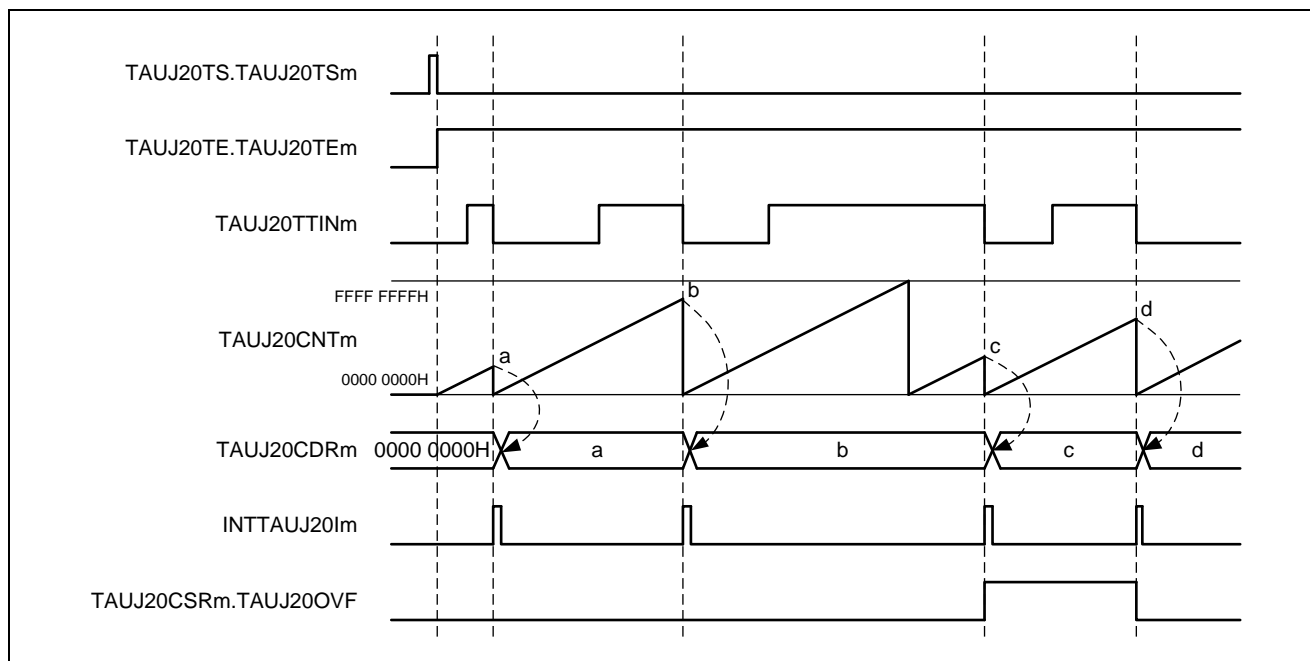 TAUJ20TS.TAUJ20TSm
TAUJ20TE.TAUJ20TEm
TAUJ20TTINm
FFFF FFFFH
b
d
TAUJ20CNTm
a
c
0000 0000H
TAUJ20CDRm
0000 0000H
a
b
c
d
INTTAUJ20Im
TAUJ20CSRm.TAUJ20OVF